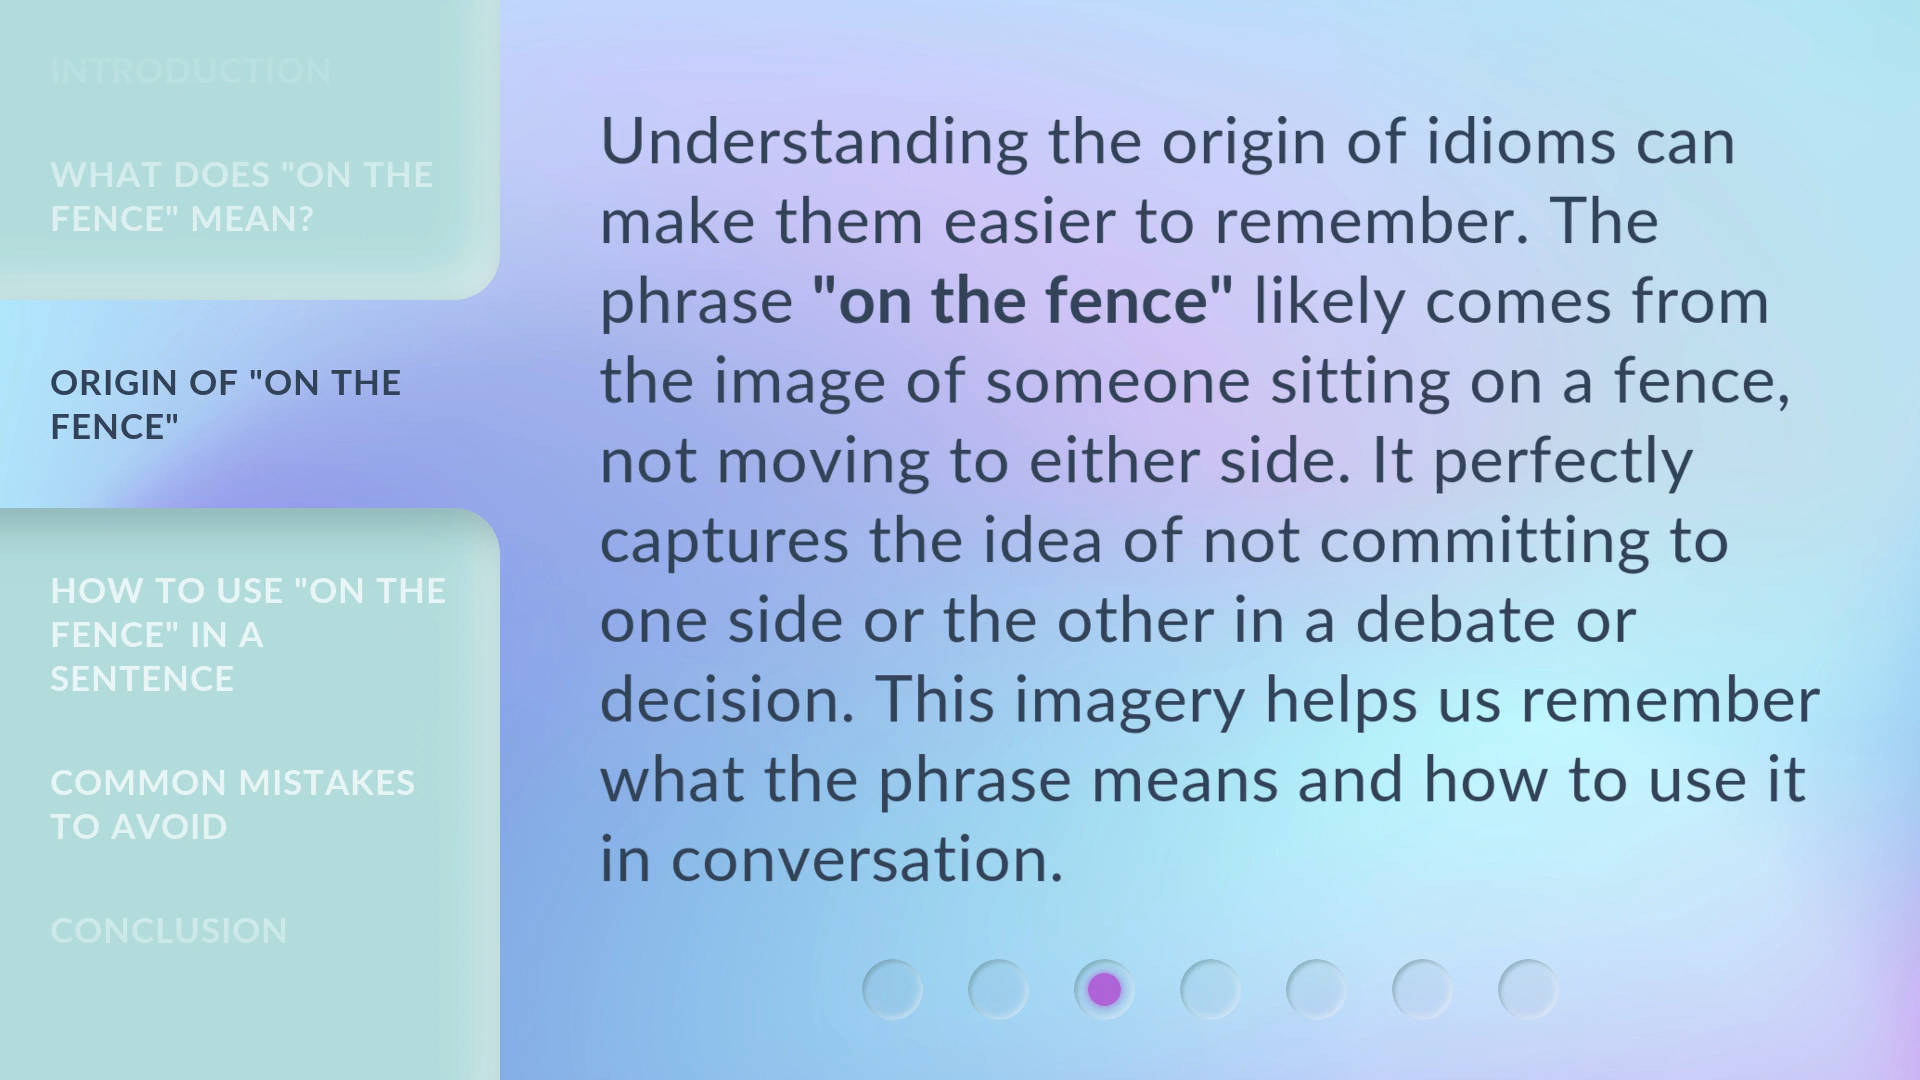 INTRODUCTION
WHAT DOES "ON THE
FENCE" MEAN?
ORIGIN OF "ON THE
FENCE"
HOW TO USE "ON THE
FENCE" IN A
SENTENCE
COMMON MISTAKES
TO AVOID
CONCLUSION
Understanding the origin of idioms can
make them easier to remember. The
phrase "on the fence" likely comes from
the image of someone sitting on a fence,
not moving to either side. It perfectly
captures the idea of not committing to
one side or the other in a debate or
decision. This imagery helps us remember
what the phrase means and how to use it
in conversation.